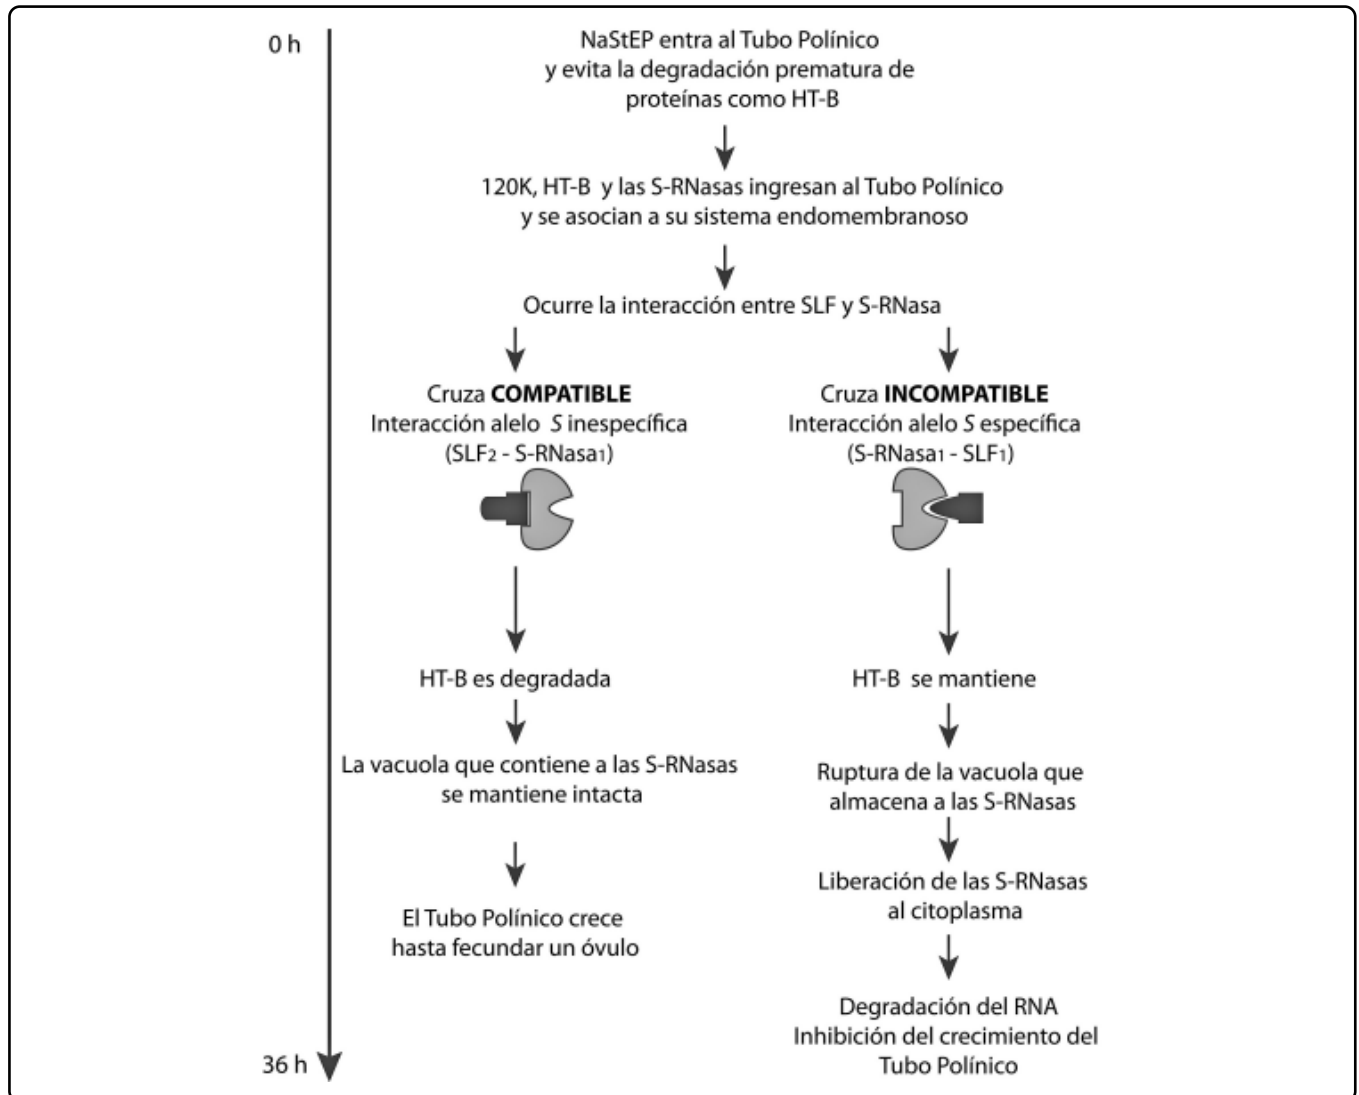 0 h
NaStEP entra al Tubo Polínico
y evita la degradación prematura de
proteínas como HT-B
120K, HT-B y las S-RNasas ingresan al Tubo Polínico
y se asocian a su sistema endomembranoso
Ocurre la interacción entre SLF y S-RNasa
Cruza COMPATIBLE
Interacción alelo S inespecífica
(SLF2 - S-RNasa1)
HT-B es degradada
La vacuola que contiene a las S-RNasas
se mantiene intacta
El Tubo Polínico crece
hasta fecundar un óvulo
Cruza INCOMPATIBLE
Interacción alelo S específica
(S-RNasa1 - SLF1)
HT-B se mantiene
Ruptura de la vacuola que
almacena a las S-RNasas
Liberación de las S-RNasas
al citoplasma
Degradación del RNA
Inhibición del crecimiento del
Tubo Polínico
36 h